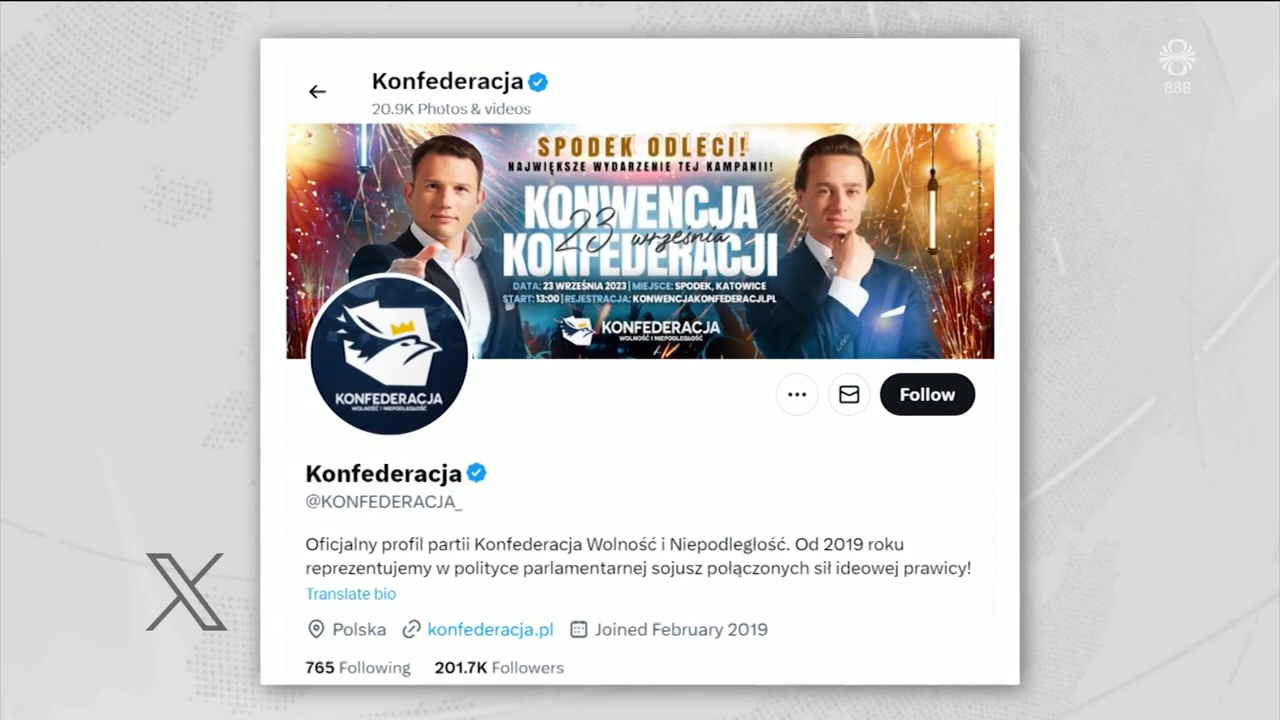 888
Konfederacja
20.9K Photos & videos
SPODEK ODLECI!
NAJWIĘKSZE WYDARZENIE TEJ KAMPANII!
KONWENCJA
23 września
KONFEDERACJI
DATA: 23 WRZEŚNIA 2023 | MIEJSCE: SPODEK, KATOWICE
START: 13:00 | REJESTRACJA: KONWENCJAKONFEDERACJI.PL
KONFEDERACJA
WOLNOŚĆ I NIEPODLEGŁOŚĆ
KONFEDERACJA
WOLNOŚĆ I NIEPODLEGŁOŚĆ
Follow
Konfederacja
@KONFEDERACJA_
Oficjalny profil partii Konfederacja Wolność i Niepodległość. Od 2019 roku
reprezentujemy w polityce parlamentarnej sojusz połączonych sił ideowej prawicy!
Translate bio
Polska konfederacja.pl Joined February 2019
765 Following 201.7K Followers